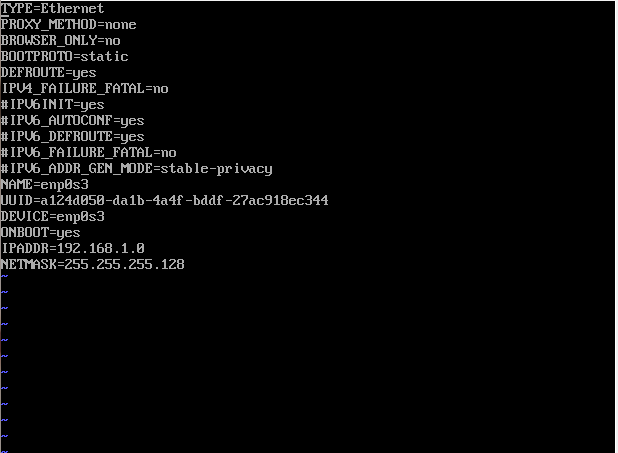 TYPE=Ethernet
PROXY_METHOD=none
BROWSER_ONLY=no
BOOTPROTO=static
DEFROUTE=yes
IPV4_FAILURE_FATAL=no
#IPV6INIT=yes
#IPV6_AUTOCONF=yes
#IPV6_DEFROUTE=yes
#IPV6_FAILURE_FATAL=no
#IPV6_ADDR_GEN_MODE=stable-privacy
NAME=enp0s3
UUID=a124d050-da1b-4a4f-bddf-27ac918ec344
DEVICE=enp0s3
ONBOOT=yes
IPADDR=192.168.1.0
NETMASK=255.255.255.128
~
~
~
~
~
~
~
~
~
~
~
~